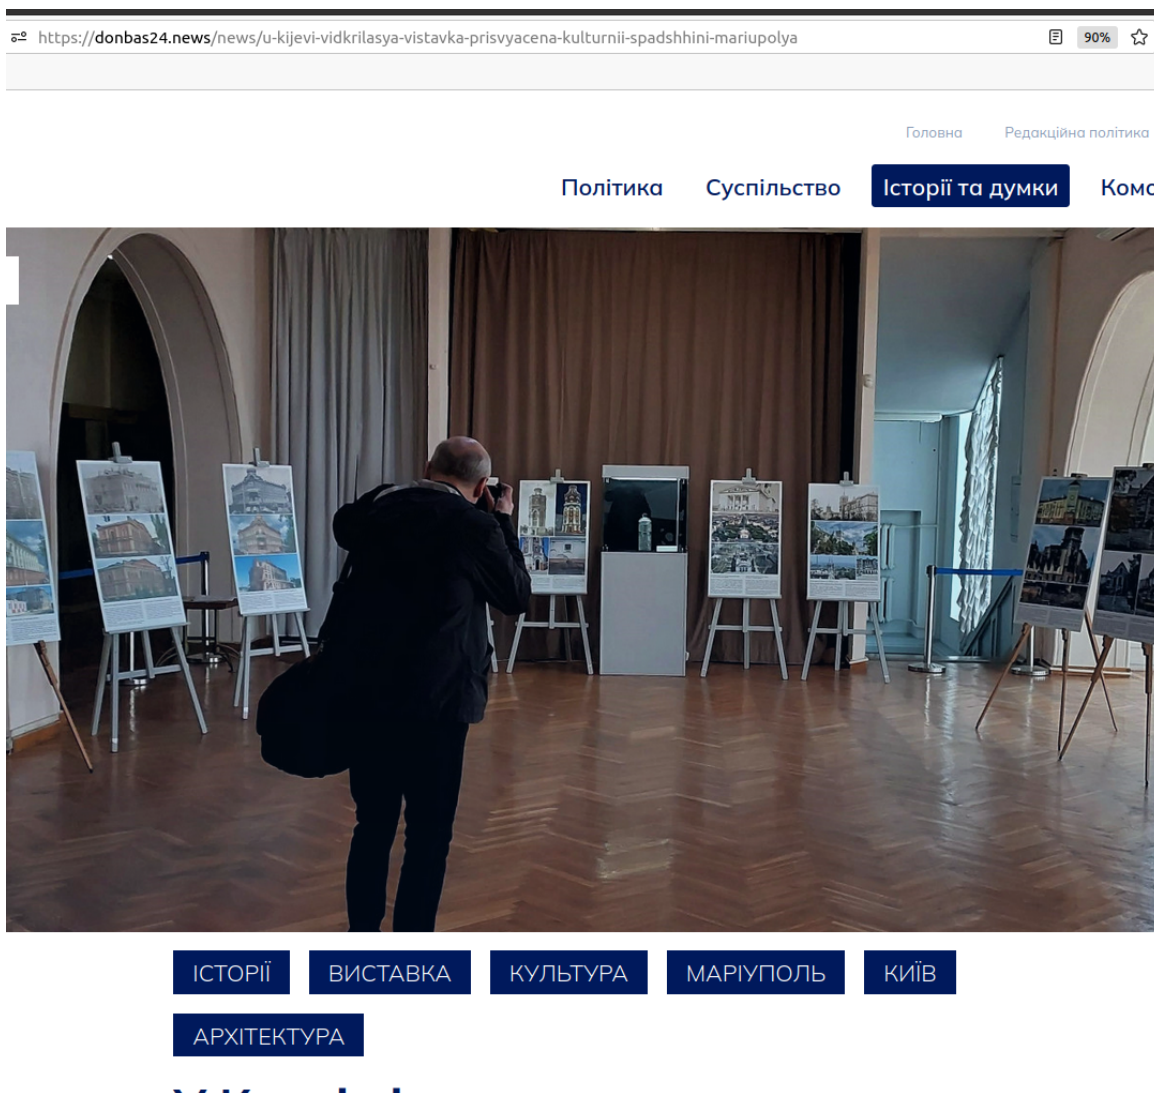 https://donbas24.news/news/u-kijevi-vidkrilasya-vistavka-prisvyacena-kulturnii-spadshhini-mariupolya
90%
Головна Редакційна політика
Політика Суспільство Історії та думки
ІСТОРІЇ ВИСТАВКА КУЛЬТУРА МАРІУПОЛЬ КИЇВ
АРХІТЕКТУРА